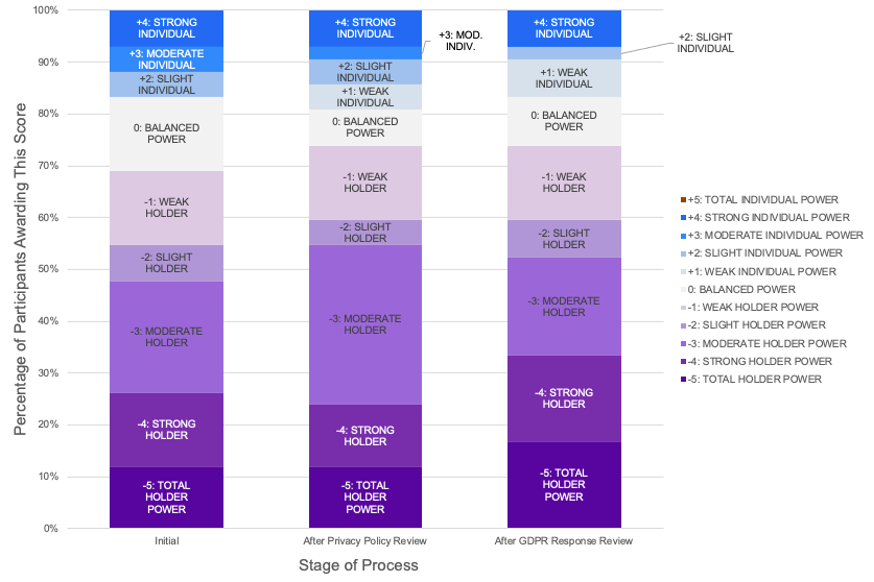 Percentage of Participants Awarding This Score
100%
90%
80%
70%
60%
50%
40%
30%
20%
10%
0%
+4: STRONG
INDIVIDUAL
+3: MODERATE
INDIVIDUAL
+2: SLIGHT
INDIVIDUAL
0: BALANCED
POWER
-1: WEAK
HOLDER
-2: SLIGHT
HOLDER
-3: MODERATE
HOLDER
-4: STRONG
HOLDER
-5: TOTAL
HOLDER
POWER
+4: STRONG
INDIVIDUAL
+3: MOD.
INDIV.
+2: SLIGHT
INDIVIDUAL
+1: WEAK
INDIVIDUAL
0: BALANCED
POWER
-1: WEAK
HOLDER
-2: SLIGHT
HOLDER
-3: MODERATE
HOLDER
-4: STRONG
HOLDER
-5: TOTAL
HOLDER
POWER
+4: STRONG
INDIVIDUAL
+2: SLIGHT
INDIVIDUAL
+1: WEAK
INDIVIDUAL
0: BALANCED
POWER
-1: WEAK
HOLDER
-2: SLIGHT
HOLDER
-3: MODERATE
HOLDER
-4: STRONG
HOLDER
-5: TOTAL
HOLDER
POWER
Initial
After Privacy Policy Review
After GDPR Response Review
Stage of Process
+5: TOTAL INDIVIDUAL POWER
+4: STRONG INDIVIDUAL POWER
+3: MODERATE INDIVIDUAL POWER
+2: SLIGHT INDIVIDUAL POWER
+1: WEAK INDIVIDUAL POWER
0: BALANCED POWER
-1: WEAK HOLDER POWER
-2: SLIGHT HOLDER POWER
-3: MODERATE HOLDER POWER
-4: STRONG HOLDER POWER
-5: TOTAL HOLDER POWER